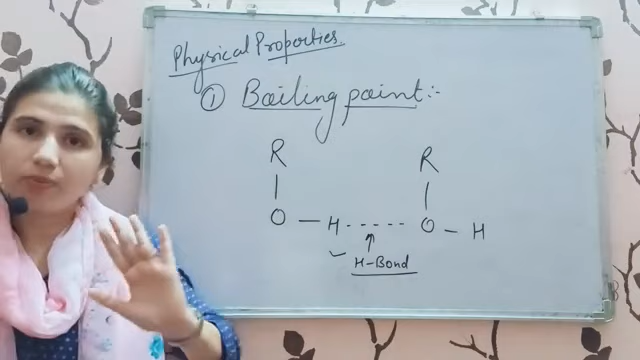 Physical Properties.
① Boiling point:-
R R
O — H ----- O — H
H-Bond